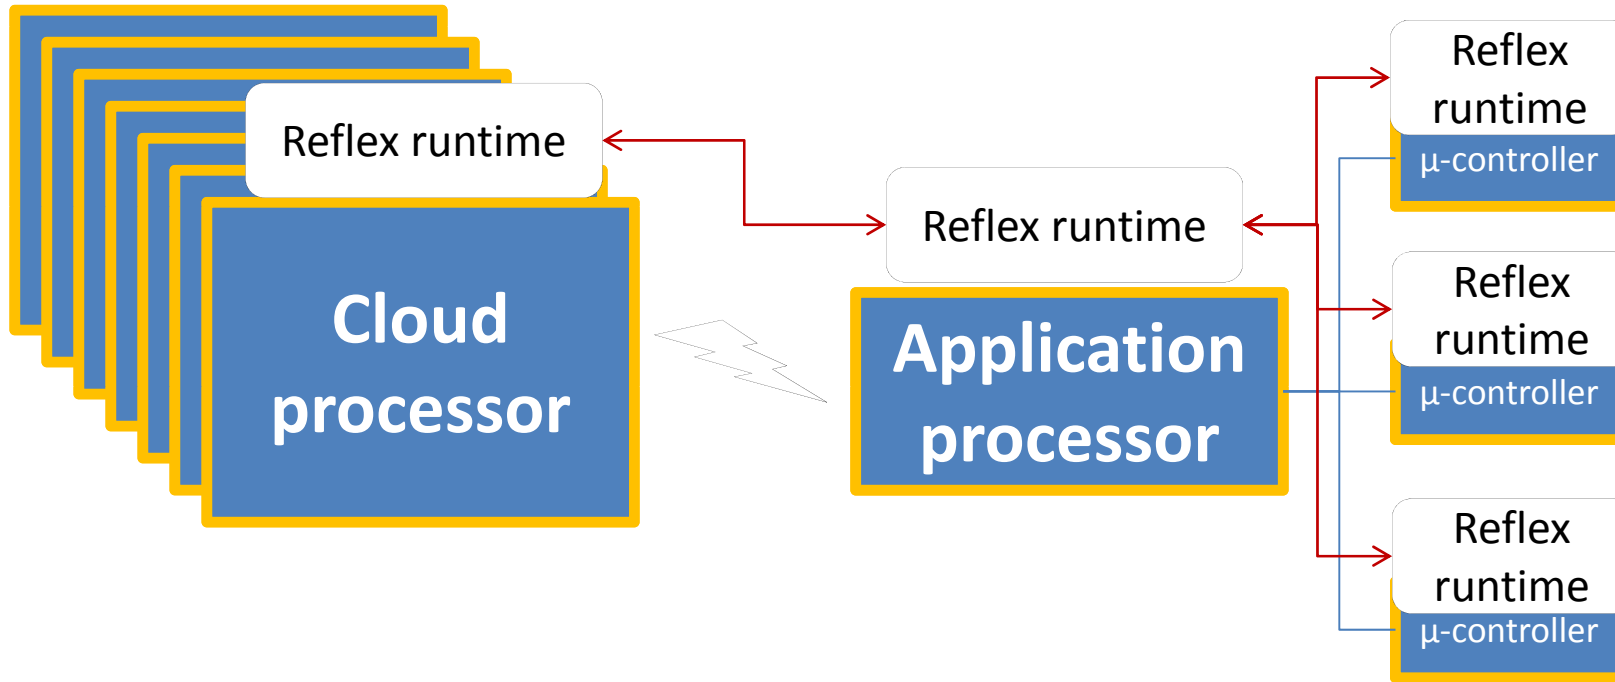 Reflex runtime
Cloud
processor
Reflex runtime
Application
processor
Reflex
runtime
µ-controller
Reflex
runtime
µ-controller
Reflex
runtime
µ-controller